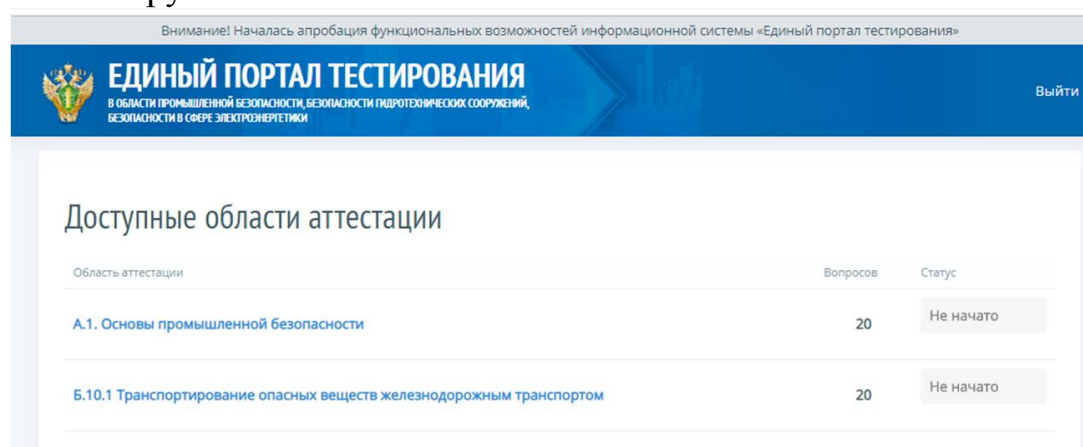 Внимание! Началась апробация функциональных возможностей информационной системы «Единый портал тестирования»
ЕДИНЫЙ ПОРТАЛ ТЕСТИРОВАНИЯ
В ОБЛАСТИ ПРОМЫШЛЕННОЙ БЕЗОПАСНОСТИ, БЕЗОПАСНОСТИ ГИДРОТЕХНИЧЕСКИХ СООРУЖЕНИЙ,
БЕЗОПАСНОСТИ В СФЕРЕ ЭЛЕКТРОЭНЕРГЕТИКИ
Выйти
Доступные области аттестации
Область аттестации Вопросов Статус
А.1. Основы промышленной безопасности 20 Не начато
Б.10.1 Транспортирование опасных веществ железнодорожным транспортом 20 Не начато